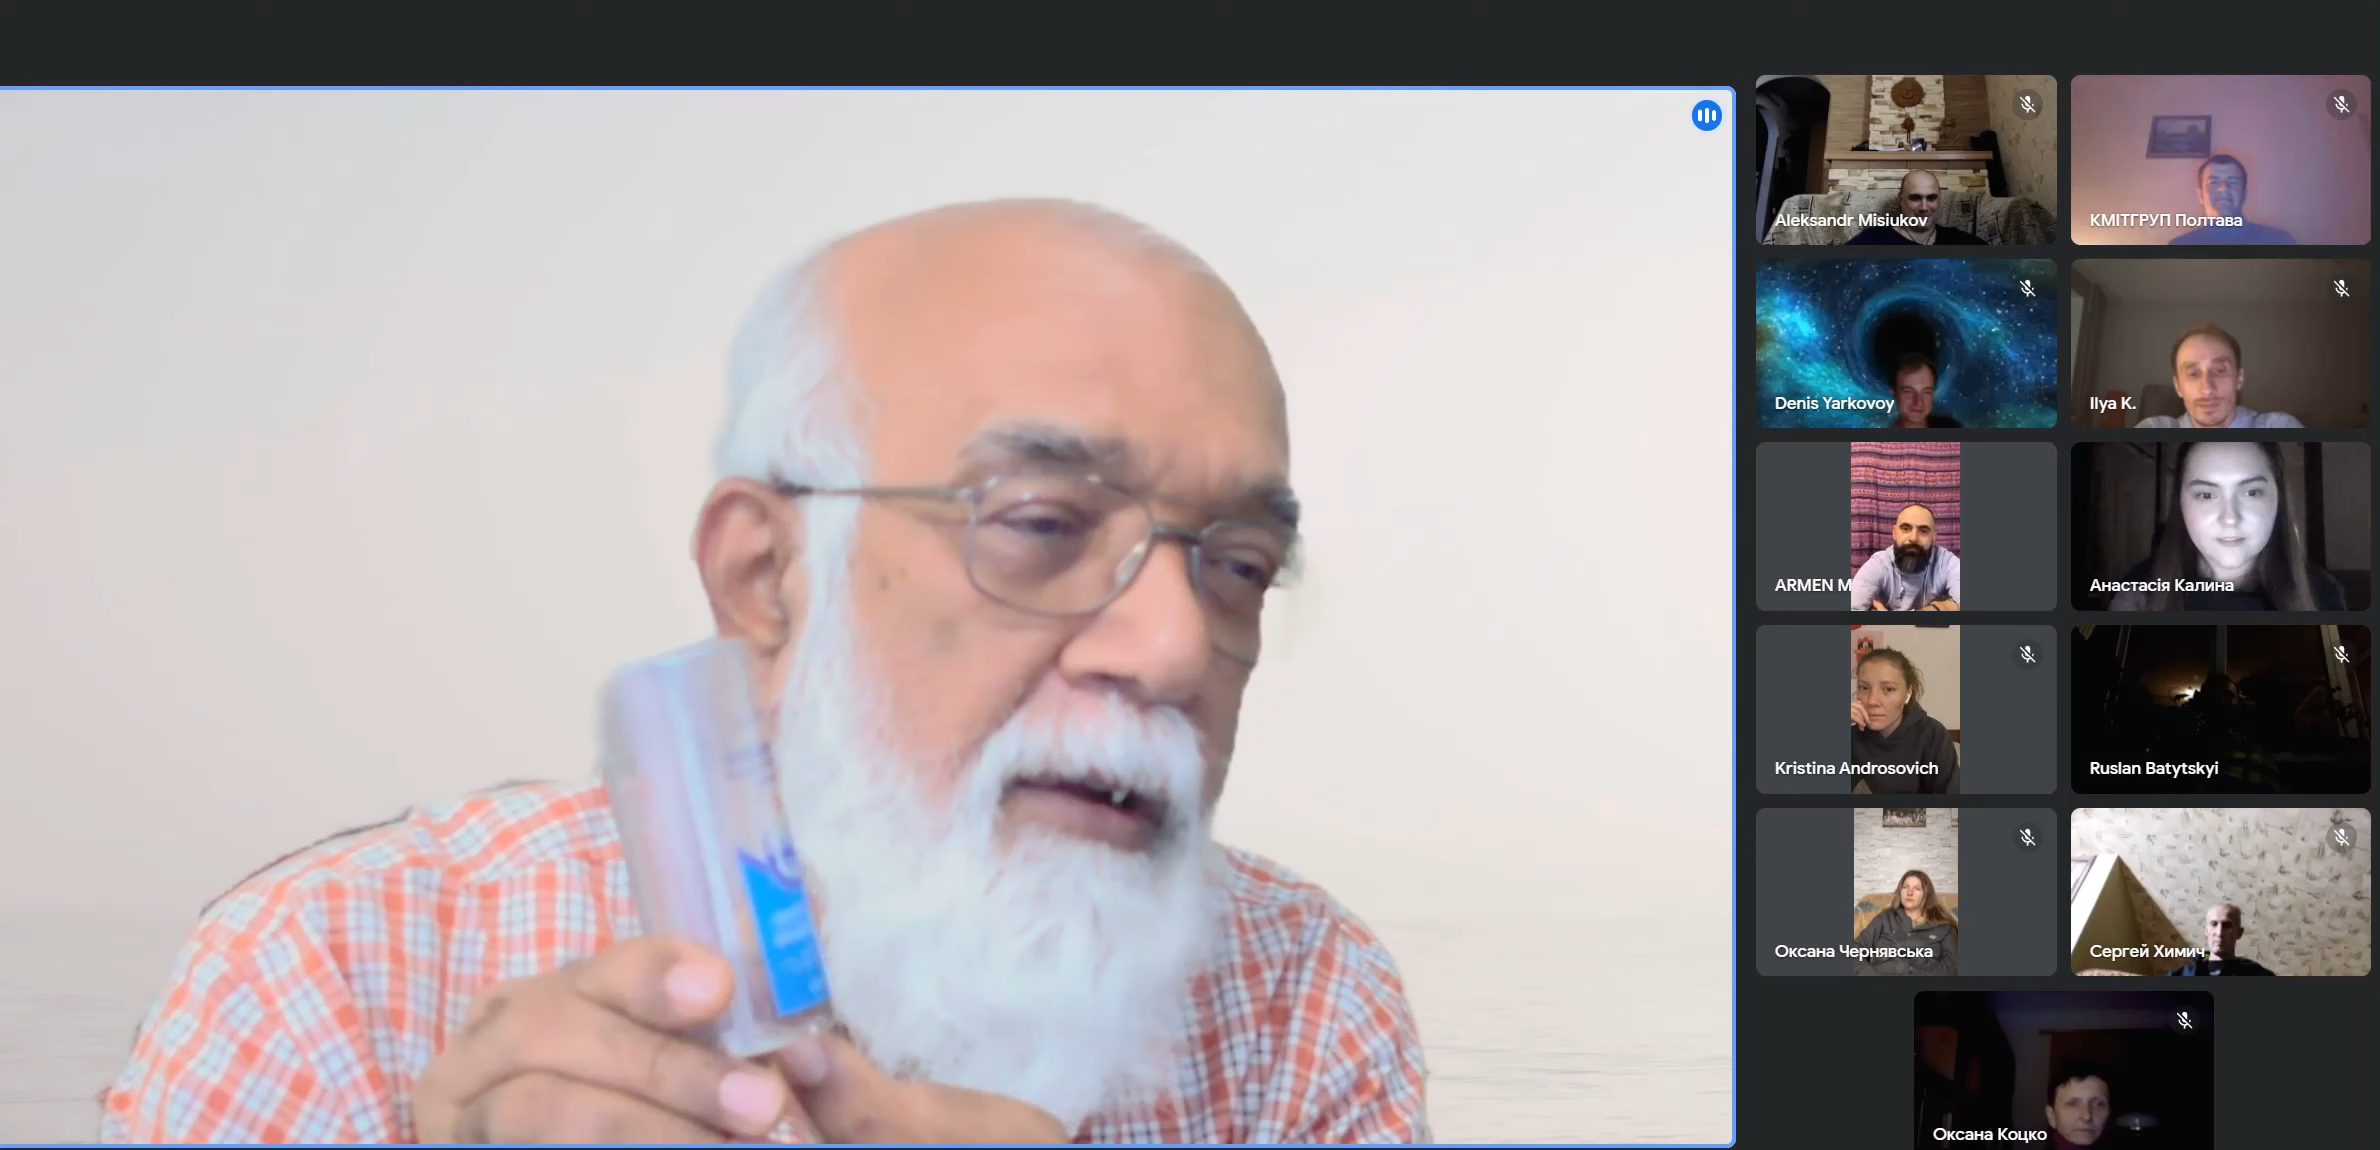 Aleksandr Misiukov
КМІТГРУП Полтава
Denis Yarkovoy
Ilya K.
ARMEN M
Анастасія Калина
Kristina Androsovich
Ruslan Batytskyi
Оксана Чернявська
Сергей Химич
Оксана Коцко